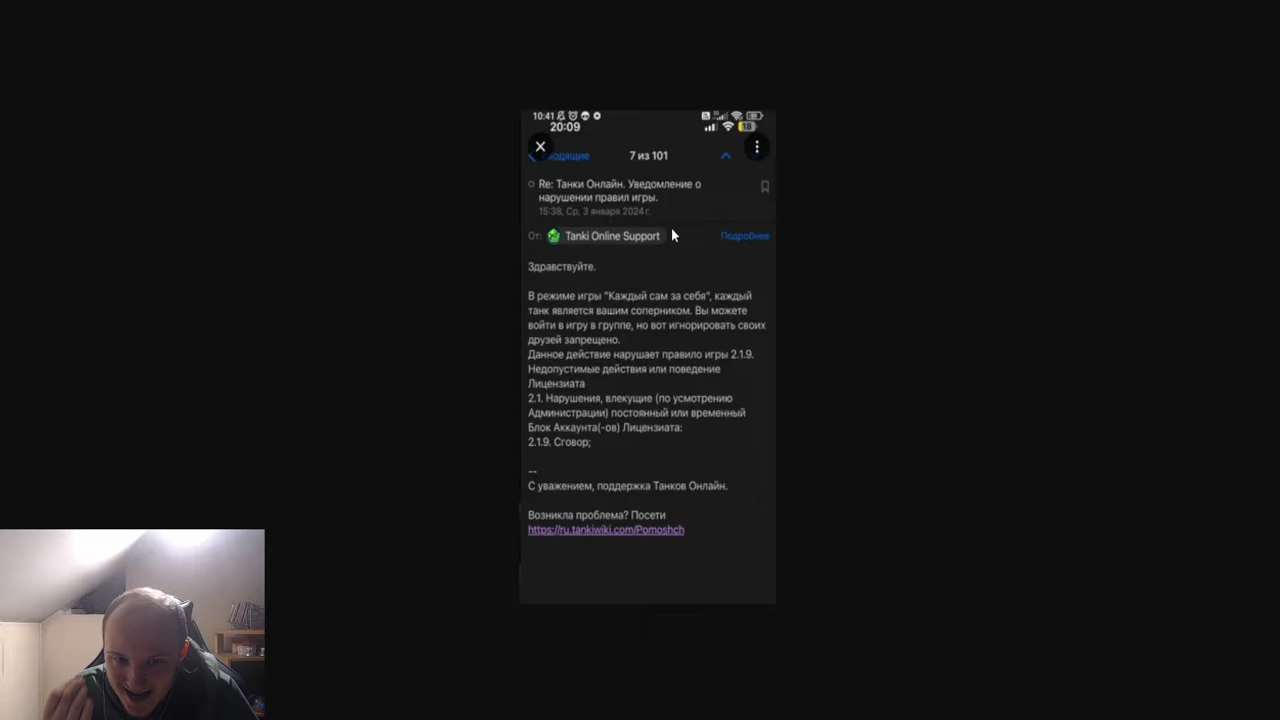 10:41
20:09
18
ходящие
7 из 101
Re: Танки Онлайн. Уведомление о
нарушении правил игры.
15:38, Ср, 3 января 2024 г.
От: Tanki Online Support
Подробнее
Здравствуйте.
В режиме игры "Каждый сам за себя", каждый
танк является вашим соперником. Вы можете
войти в игру в группе, но вот игнорировать своих
друзей запрещено.
Данное действие нарушает правило игры 2.1.9.
Недопустимые действия или поведение
Лицензиата
2.1. Нарушения, влекущие (по усмотрению
Администрации) постоянный или временный
Блок Аккаунта(-ов) Лицензиата:
2.1.9. Сговор;
--
С уважением, поддержка Танков Онлайн.
Возникла проблема? Посети
https://ru.tankiwiki.com/Pomoshch